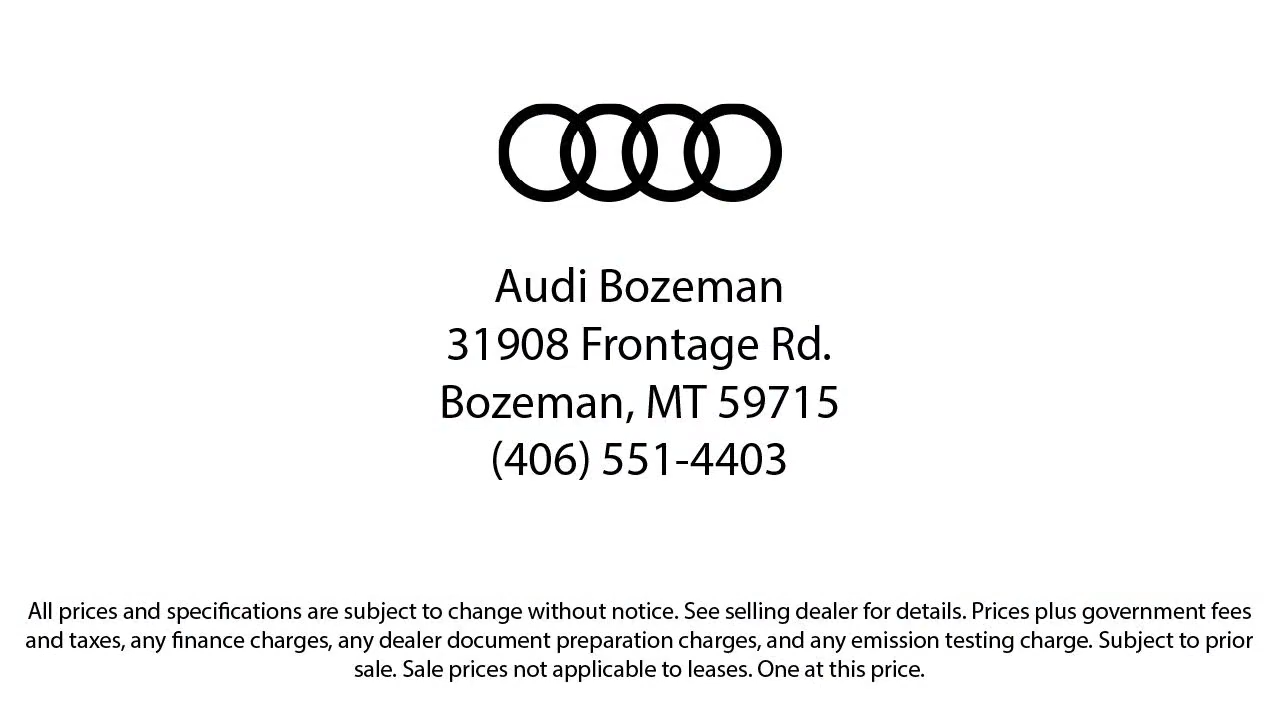 Audi Bozeman
31908 Frontage Rd.
Bozeman, MT 59715
(406) 551-4403
All prices and specifications are subject to change without notice. See selling dealer for details. Prices plus government fees
and taxes, any finance charges, any dealer document preparation charges, and any emission testing charge. Subject to prior
sale. Sale prices not applicable to leases. One at this price.